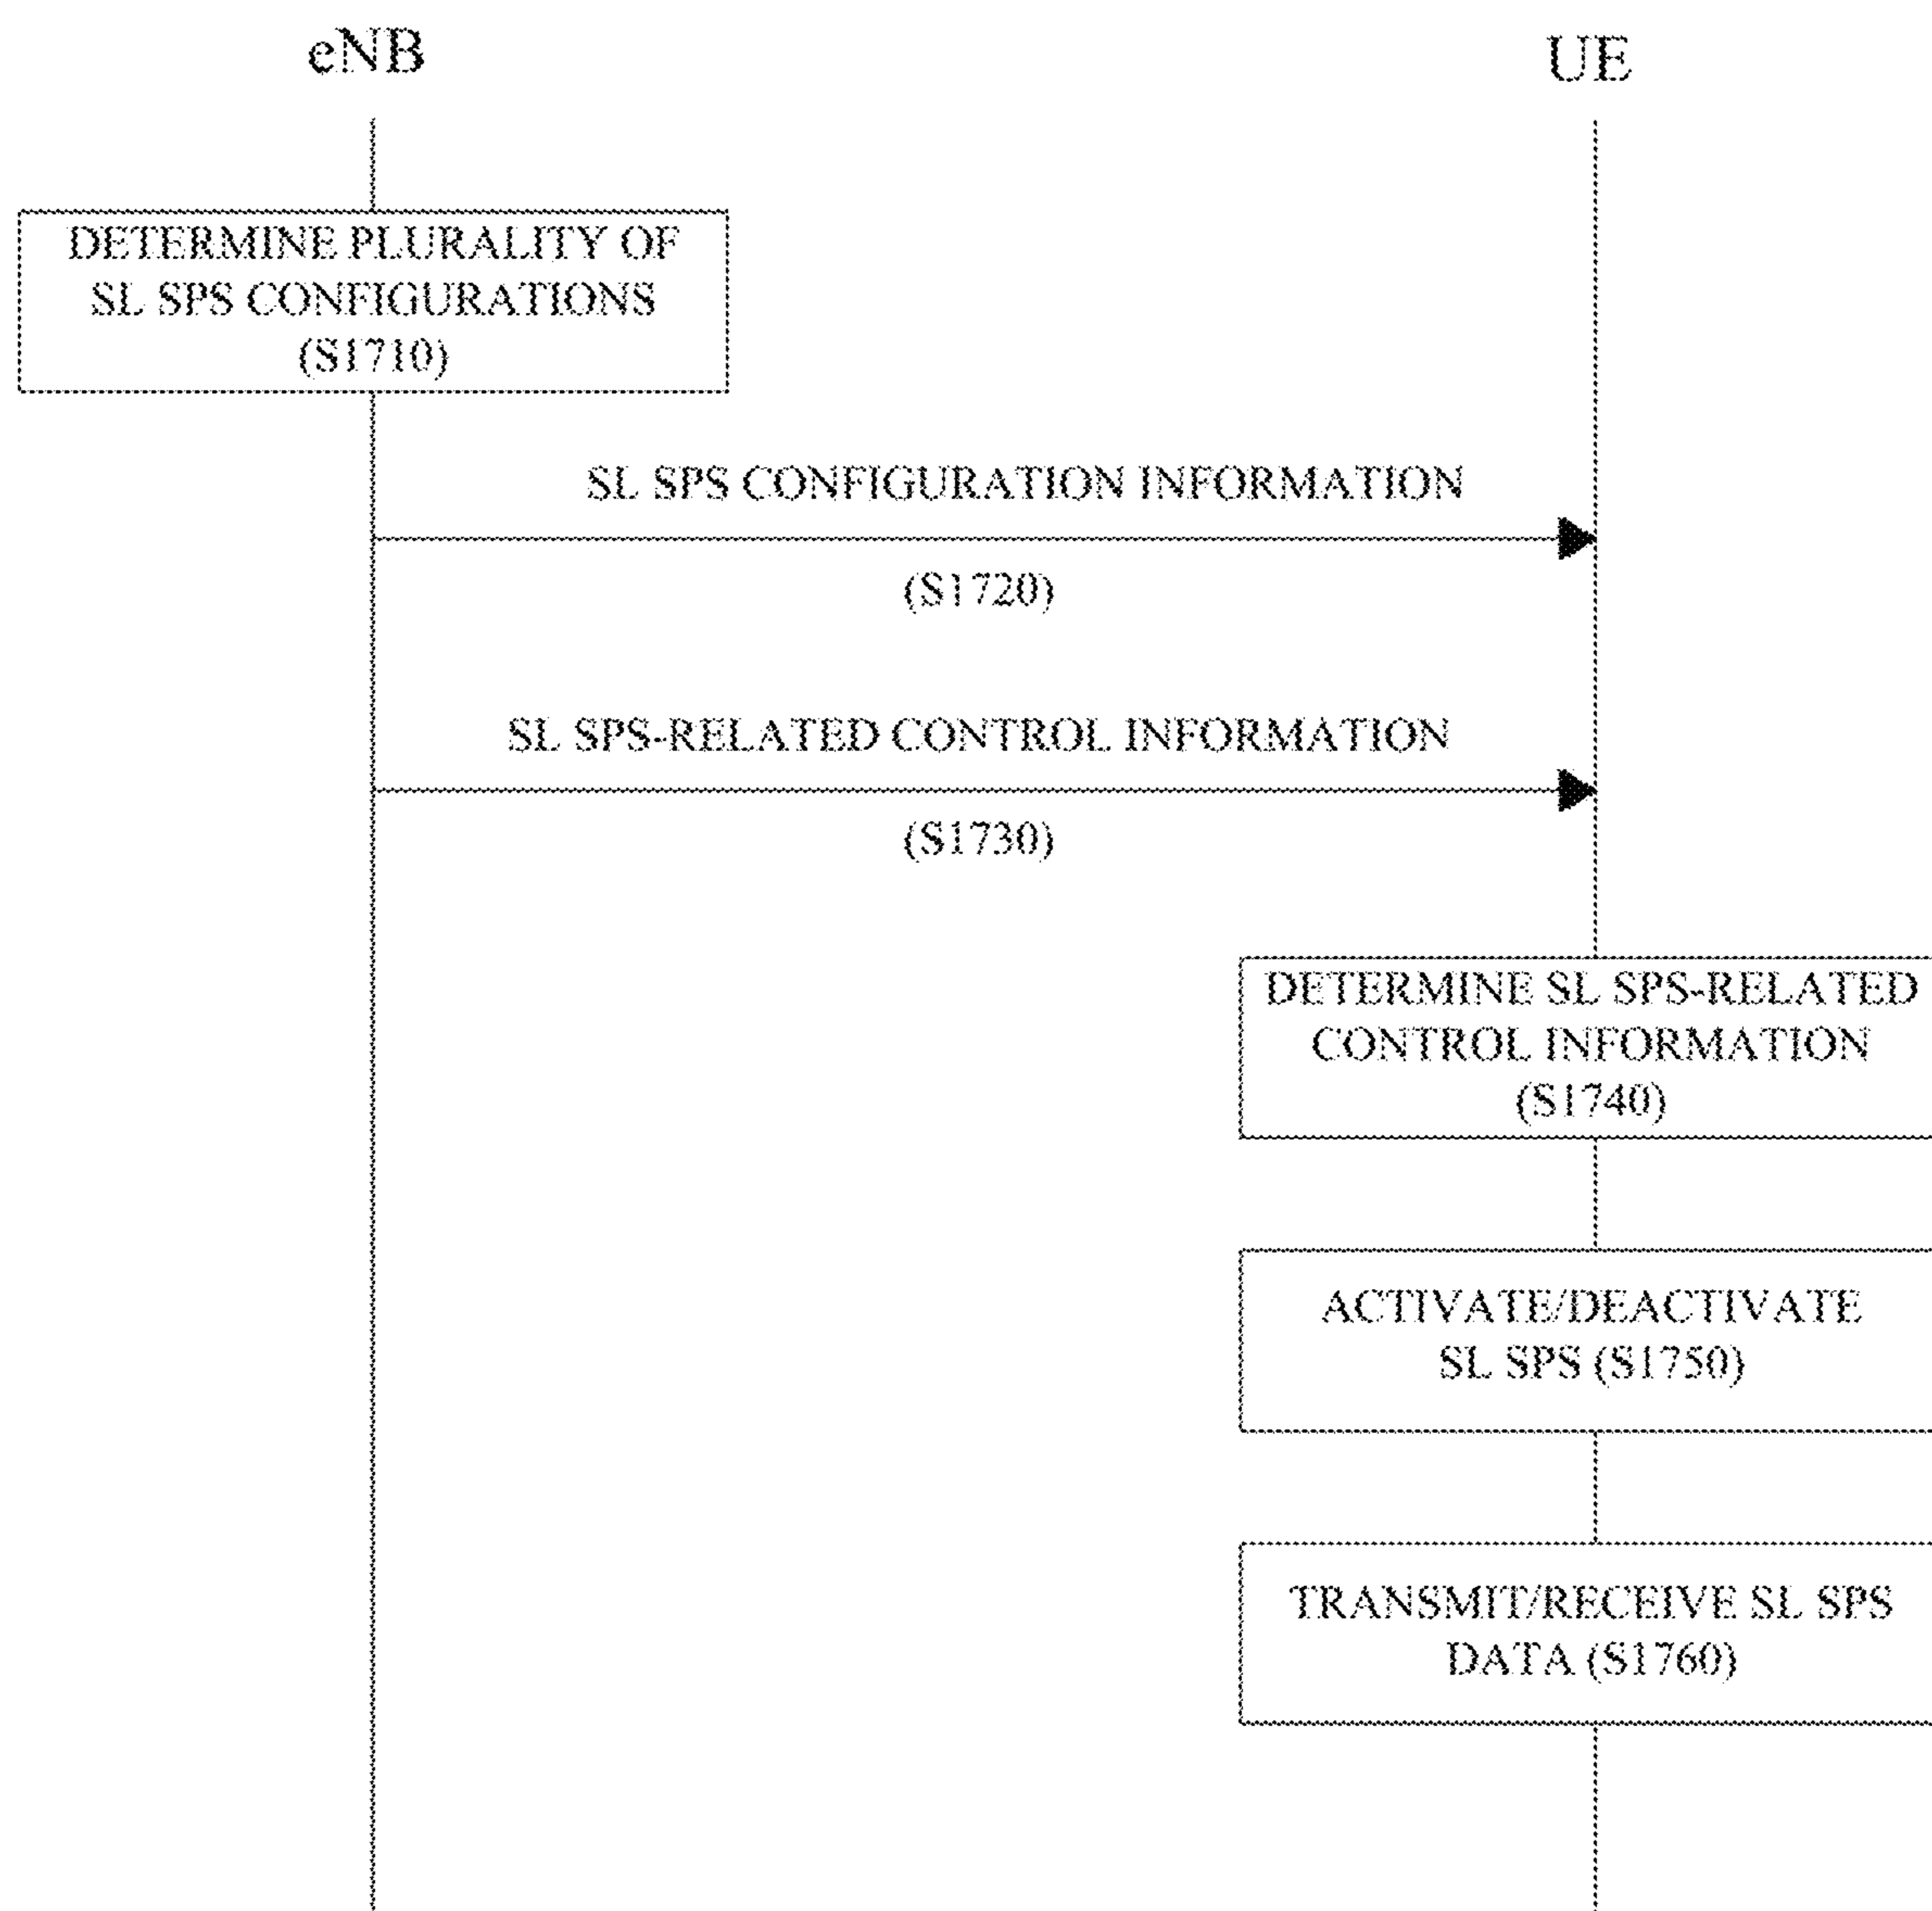 eNB
UE
DETERMINE PLURALITY OF
SL SPS CONFIGURATIONS
(S1710)
SL SPS CONFIGURATION INFORMATION
(S1720)
SL SPS-RELATED CONTROL INFORMATION
(S1730)
DETERMINE SL SPS-RELATED
CONTROL INFORMATION
(S1740)
ACTIVATE/DEACTIVATE
SL SPS (S1750)
TRANSMIT/RECEIVE SL SPS
DATA (S1760)